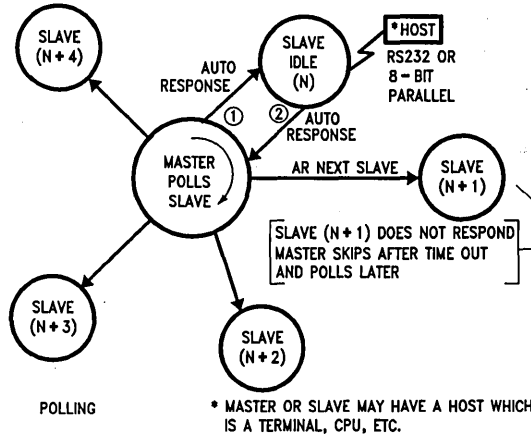 SLAVE
(N+4)
SLAVE
IDLE
(N)
* HOST
RS232 OR
8-BIT
PARALLEL
AUTO
RESPONSE
① ②
AUTO
RESPONSE
MASTER
POLLS
SLAVE
AR NEXT SLAVE
SLAVE
(N+1)
SLAVE (N+1) DOES NOT RESPOND
MASTER SKIPS AFTER TIME OUT
AND POLLS LATER
SLAVE
(N+3)
SLAVE
(N+2)
POLLING
* MASTER OR SLAVE MAY HAVE A HOST WHICH
IS A TERMINAL, CPU, ETC.